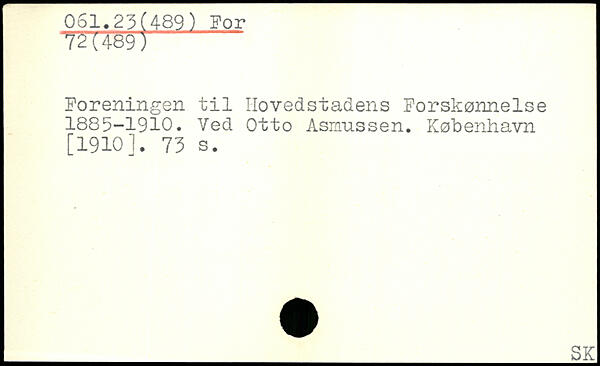 061.23(489) For
72(489)
Foreningen til Hovedstadens Forskønnelse
1885-1910. Ved Otto Asmussen. København
[1910]. 73 s.
SK